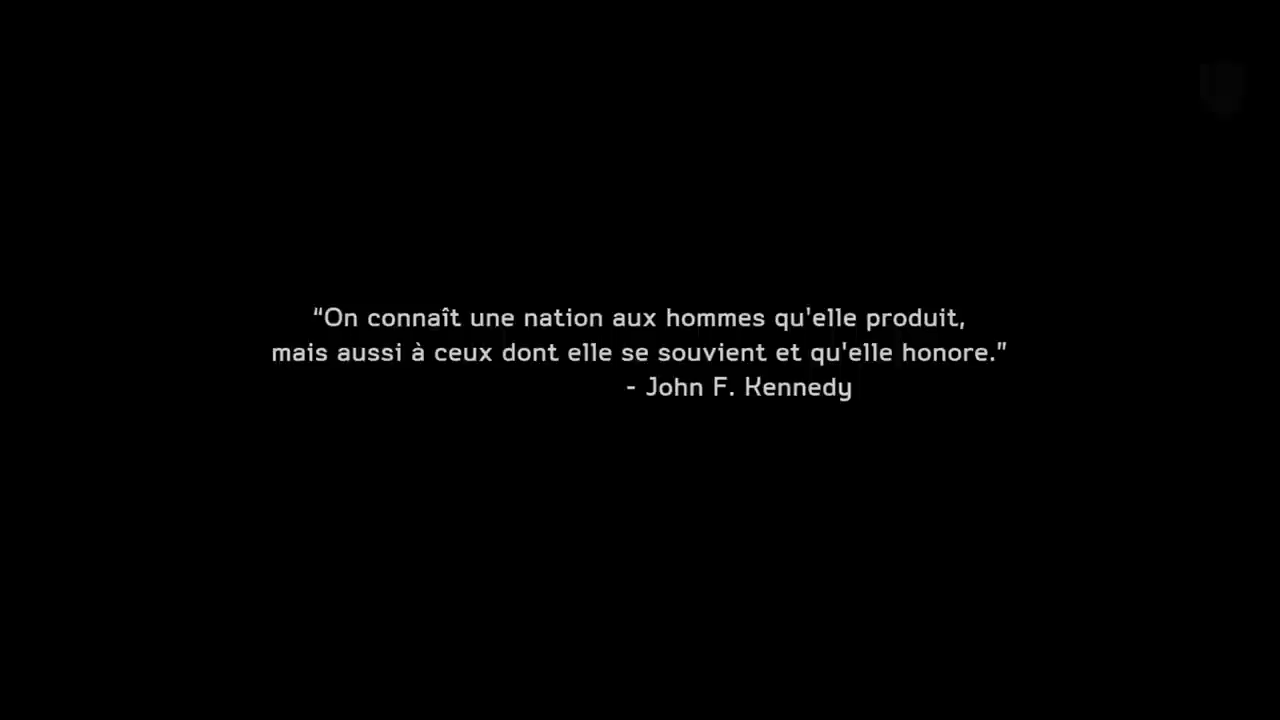 “On connaît une nation aux hommes qu'elle produit,
mais aussi à ceux dont elle se souvient et qu'elle honore.”
- John F. Kennedy